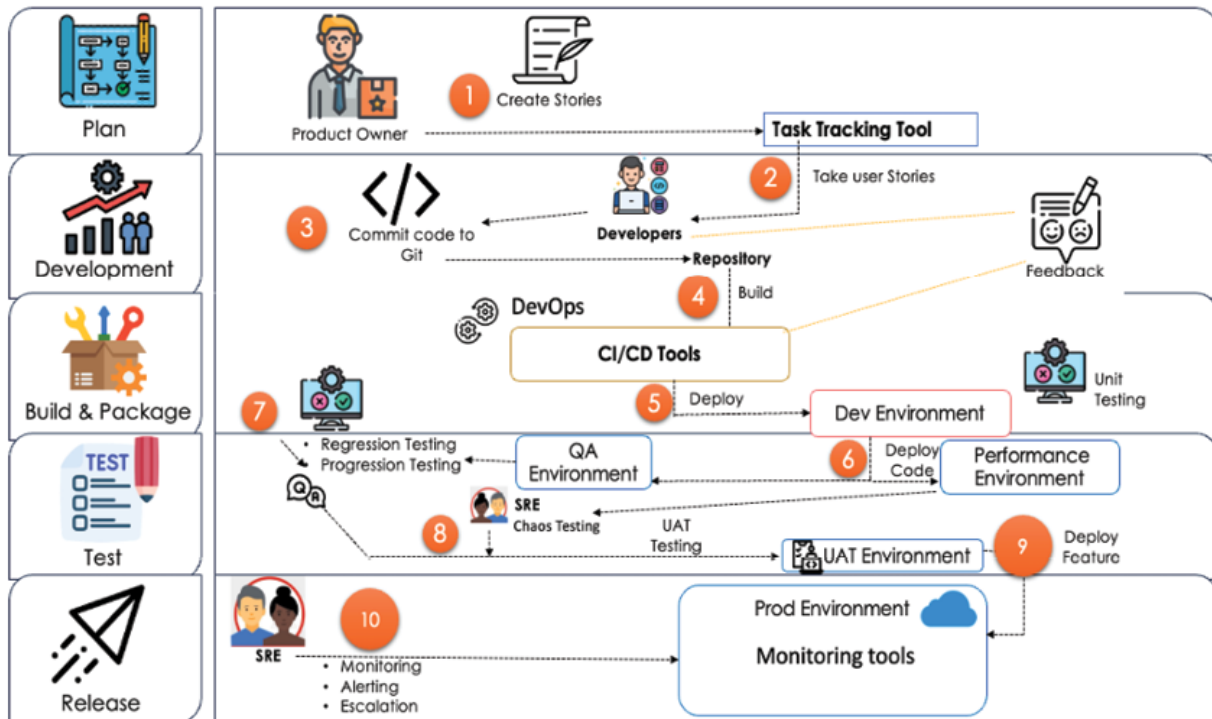 Plan
Product Owner
1
Create Stories
Task Tracking Tool
Development
2
Take user Stories
3
Commit code to
Git
Developers
Repository
Feedback
4
Build
Build & Package
DevOps
CI/CD Tools
5
Deploy
Dev Environment
Unit
Testing
7
TEST
Test
• Regression Testing
• Progression Testing
QA
Environment
6
Deploy
Code
Performance
Environment
Q
A
8
SRE
Chaos Testing
UAT
Testing
UAT Environment
9
Deploy
Feature
Release
SRE
10
• Monitoring
• Alerting
• Escalation
Prod Environment
Monitoring tools